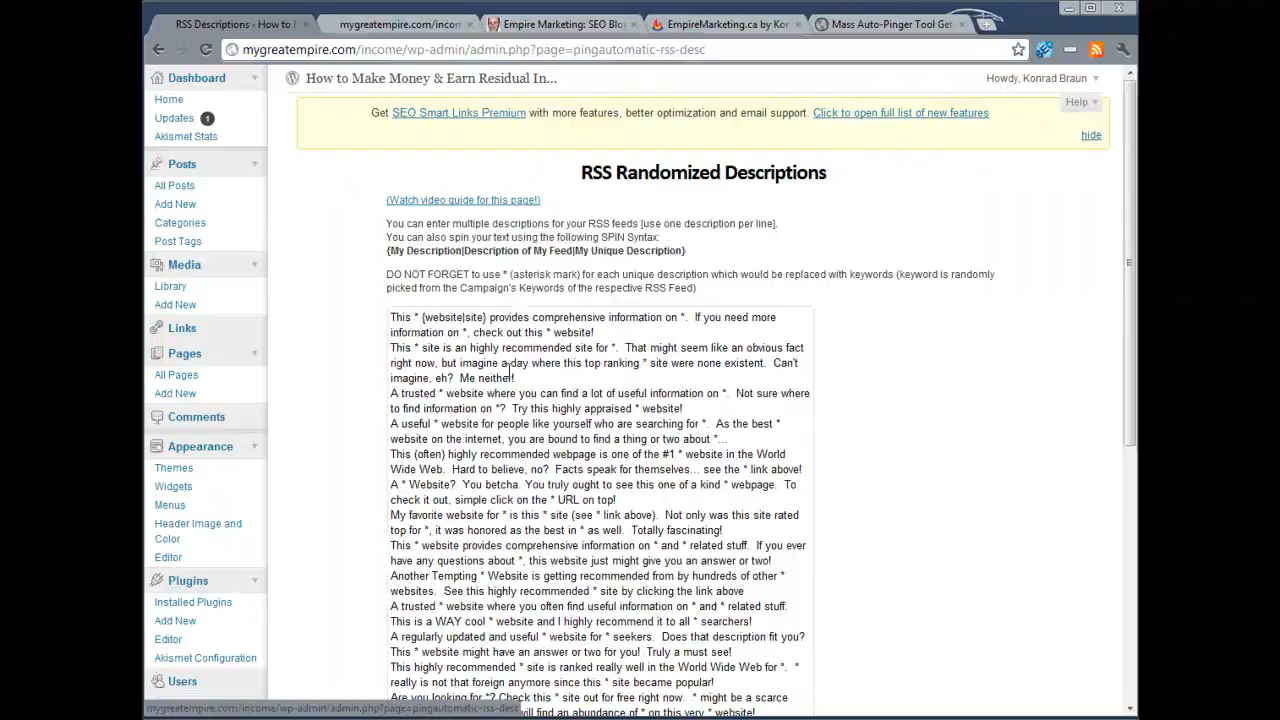 RSS Descriptions ‹ How to
mygreatempire.com/incom
Empire Marketing: SEO Blog
EmpireMarketing.ca by Kon
Mass Auto-Pinger Tool Get
mygreatempire.com/income/wp-admin/admin.php?page=pingautomatic-rss-desc
Dashboard
Home
Updates 1
Akismet Stats
Posts
All Posts
Add New
Categories
Post Tags
Media
Library
Add New
Links
Pages
All Pages
Add New
Comments
Appearance
Themes
Widgets
Menus
Header Image and
Color
Editor
Plugins
Installed Plugins
Add New
Editor
Akismet Configuration
Users
How to Make Money & Earn Residual In...
Howdy, Konrad Braun
Help
Get SEO Smart Links Premium with more features, better optimization and email support. Click to open full list of new features
hide
RSS Randomized Descriptions
(Watch video guide for this page!)
You can enter multiple descriptions for your RSS feeds [use one description per line].
You can also spin your text using the following SPIN Syntax:
{My Description|Description of My Feed|My Unique Description}
DO NOT FORGET to use * (asterisk mark) for each unique description which would be replaced with keywords (keyword is randomly
picked from the Campaign's Keywords of the respective RSS Feed)
This * {website|site} provides comprehensive information on *. If you need more
information on *, check out this * website!
This * site is an highly recommended site for *. That might seem like an obvious fact
right now, but imagine a day where this top ranking * site were none existent. Can't
imagine, eh? Me neither!
A trusted * website where you can find a lot of useful information on *. Not sure where
to find information on *? Try this highly appraised * website!
A useful * website for people like yourself who are searching for *. As the best *
website on the internet, you are bound to find a thing or two about *...
This (often) highly recommended webpage is one of the #1 * website in the World
Wide Web. Hard to believe, no? Facts speak for themselves... see the * link above!
A * Website? You betcha. You truly ought to see this one of a kind * webpage. To
check it out, simple click on the * URL on top!
My favorite website for * is this * site (see * link above). Not only was this site rated
top for *, it was honored as the best in * as well. Totally fascinating!
This * website provides comprehensive information on * and * related stuff. If you ever
have any questions about *, this website just might give you an answer or two!
Another Tempting * Website is getting recommended from by hundreds of other *
websites. See this highly recommended * site by clicking the link above
A trusted * website where you often find useful information on * and * related stuff.
This is a WAY cool * website and I highly recommend it to all * searchers!
A regularly updated and useful * website for * seekers. Does that description fit you?
This * website might have an answer or two for you! Truly a must see!
This highly recommended * site is ranked really well in the World Wide Web for *. *
really is not that foreign anymore since this * site became popular!
Are you looking for *? Check this * site out for free right now. * might be a scarce
will find an abundance of * on this very * website!
mygreatempire.com/income/wp-admin/admin.php?page=pingautomatic-rss-desc